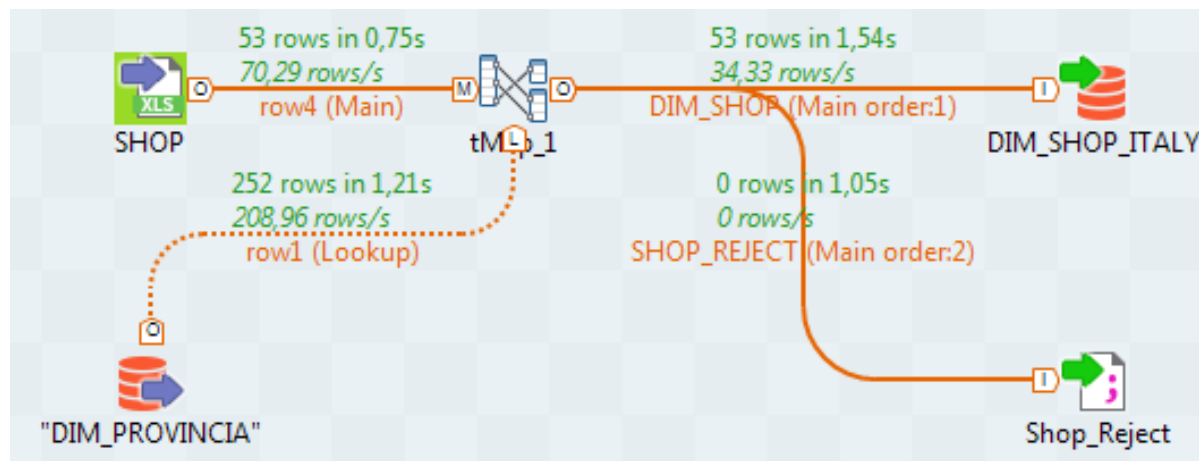 53 rows in 0,75s
70,29 rows/s
row4 (Main)
XLS
O
SHOP
M
O
L
tMap_1
53 rows in 1,54s
34,33 rows/s
DIM_SHOP (Main order:1)
I
DIM_SHOP_ITALY
252 rows in 1,21s
208,96 rows/s
row1 (Lookup)
O
"DIM_PROVINCIA"
0 rows in 1,05s
0 rows/s
SHOP_REJECT (Main order:2)
I
;
Shop_Reject